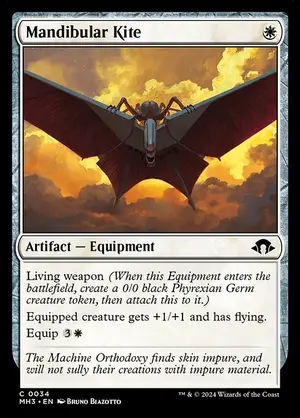 Mandibular Kite
Artifact — Equipment
Living weapon (When this Equipment enters the
battlefield, create a 0/0 black Phyrexian Germ
creature token, then attach this to it.)
Equipped creature gets +1/+1 and has flying.
Equip 3
The Machine Orthodoxy finds skin impure, and
will not sully their creations with impure material.
C 0034
MH3 • EN BRUNO BIAZOTTO
™ & © 2024 Wizards of the Coast